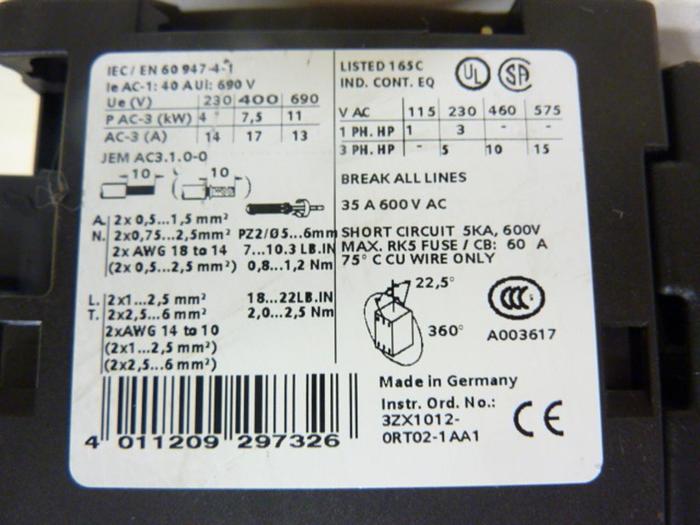 IEC / EN 60 947-4-1
Ie AC-1: 40 A Ui: 690 V
Ue (V) 230 400 690
P AC-3 (kW) 4 7,5 11
AC-3 (A) 14 17 13
JEM AC3.1.0-0
10 10
A. 2x 0,5...1,5 mm²
N. 2x0,75...2,5mm² PZ2/Ø5...6mm
2x AWG 18 to 14 7...10.3 LB.IN
(2x 0,5...2,5 mm²) 0,8...1,2 Nm
L. 2x1...2,5 mm² 18...22LB.IN
T. 2x2,5...6 mm² 2,0...2,5 Nm
2xAWG 14 to 10
(2x1...2,5 mm²)
(2x2,5...6 mm²)
4 011209 297326
LISTED 165C
IND. CONT. EQ
UL SA
V AC 115 230 460 575
1 PH. HP 1 3 - -
3 PH. HP - 5 10 15
BREAK ALL LINES
35 A 600 V AC
SHORT CIRCUIT 5KA, 600V
MAX. RK5 FUSE / CB: 60 A
75° C CU WIRE ONLY
22,5°
360°
CCC
A003617
Made in Germany
Instr. Ord. No.:
3ZX1012-
0RT02-1AA1
CE